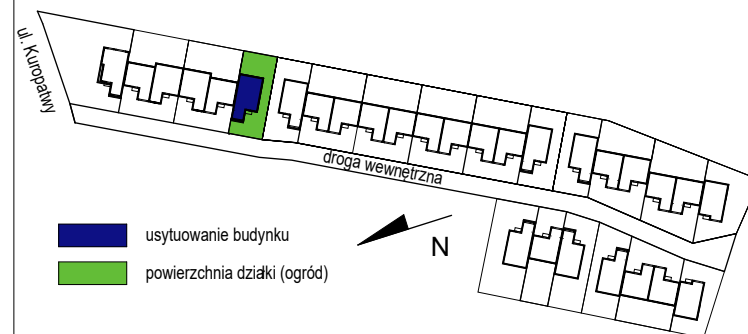 ul. Kuropatwy
droga wewnętrzna
usytuowanie budynku
N
powierzchnia działki (ogród)